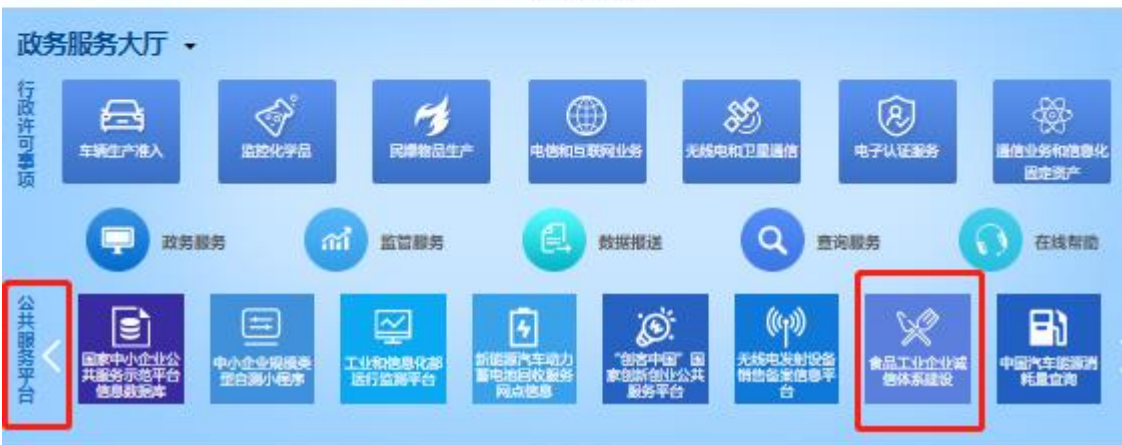 政务服务大厅
行政许可事项
车辆生产准入
监控化学品
民爆物品生产
电信和互联网业务
无线电和卫星通信
电子认证服务
通信业务和信息化
固定资产
政务服务
监管服务
数据报送
查询服务
在线帮助
公共服务平台
国家中小企业公
共服务示范平台
信息数据库
中小企业规模类
型自测小程序
工业和信息化部
运行监测平台
新能源汽车动力
蓄电池回收服务
网点信息
"创客中国"国
家创新创业公共
服务平台
无线电发射设备
销售备案信息平
台
食品工业企业诚
信体系建设
中国汽车能源消
耗量查询